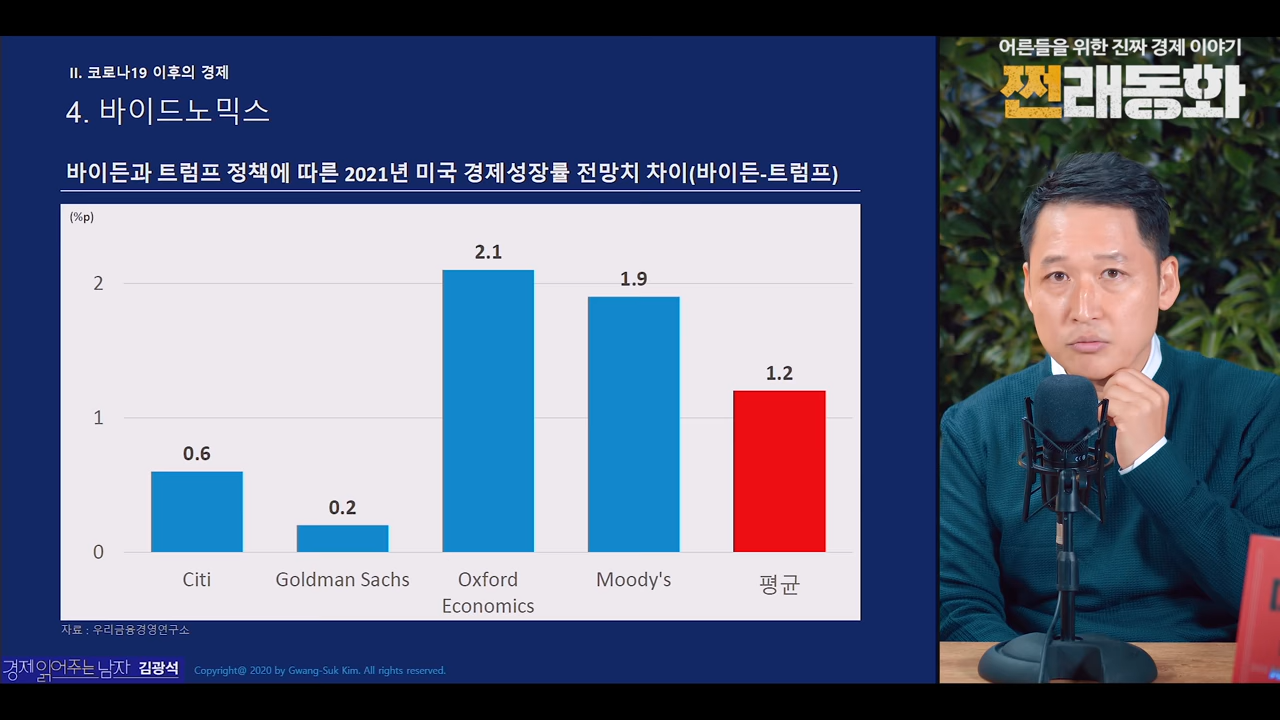 II. 코로나19 이후의 경제
4. 바이드노믹스
바이든과 트럼프 정책에 따른 2021년 미국 경제성장률 전망치 차이(바이든-트럼프)
(%p)
2
1
0
0.6
0.2
2.1
1.9
1.2
Citi
Goldman Sachs
Oxford
Economics
Moody's
평균
자료 : 우리금융경영연구소
경제 읽어주는 남자 김광석
Copyright@ 2020 by Gwang-Suk Kim. All rights reserved.
어른들을 위한 진짜 경제 이야기
쩐래동화